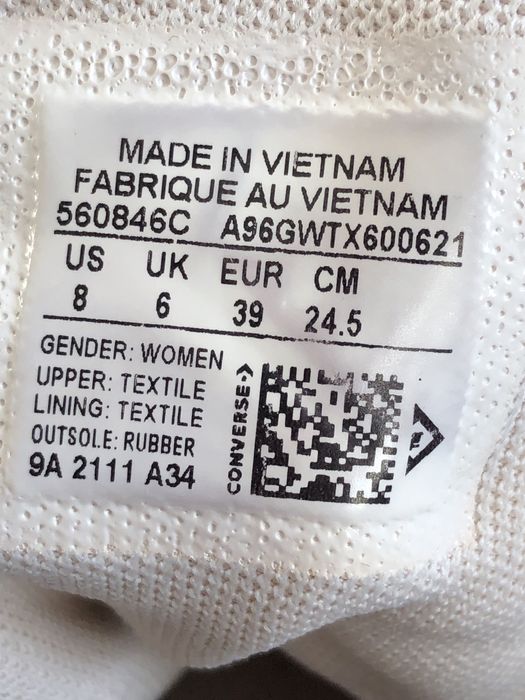 MADE IN VIETNAM
FABRIQUE AU VIETNAM
560846C A96GWTX600621
US UK EUR CM
8 6 39 24.5
GENDER: WOMEN
UPPER: TEXTILE
LINING: TEXTILE
OUTSOLE: RUBBER
9A 2111 A34
CONVERSE